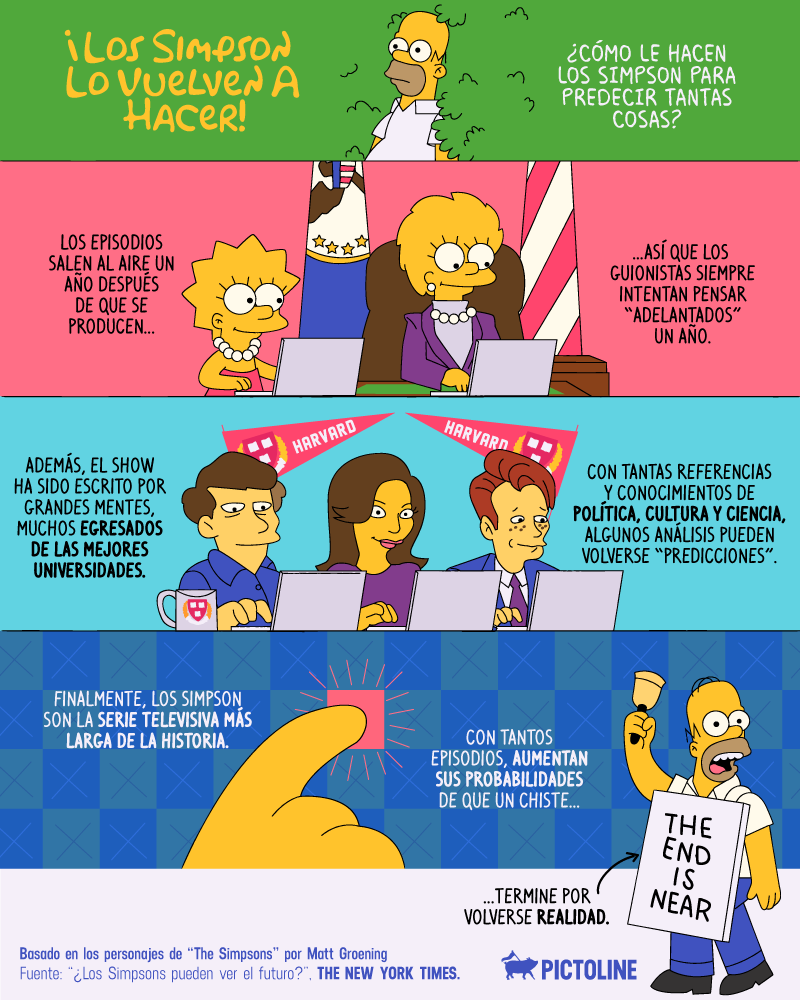 ¡Los Simpson
Lo Vuelven A
Hacer!
¿CÓMO LE HACEN
LOS SIMPSON PARA
PREDECIR TANTAS
COSAS?
LOS EPISODIOS
SALEN AL AIRE UN
AÑO DESPUÉS
DE QUE SE
PRODUCEN...
...ASÍ QUE LOS
GUIONISTAS SIEMPRE
INTENTAN PENSAR
“ADELANTADOS”
UN AÑO.
HARVARD
HARVARD
ADEMÁS, EL SHOW
HA SIDO ESCRITO POR
GRANDES MENTES,
MUCHOS EGRESADOS
DE LAS MEJORES
UNIVERSIDADES.
CON TANTAS REFERENCIAS
Y CONOCIMIENTOS DE
POLÍTICA, CULTURA Y CIENCIA,
ALGUNOS ANÁLISIS PUEDEN
VOLVERSE “PREDICCIONES”.
FINALMENTE, LOS SIMPSON
SON LA SERIE TELEVISIVA MÁS
LARGA DE LA HISTORIA.
CON TANTOS
EPISODIOS, AUMENTAN
SUS PROBABILIDADES
DE QUE UN CHISTE...
THE
END
IS
NEAR
...TERMINE POR
VOLVERSE REALIDAD.
Basado en los personajes de “The Simpsons” por Matt Groening
Fuente: “¿Los Simpsons pueden ver el futuro?”, THE NEW YORK TIMES.
PICTOLINE